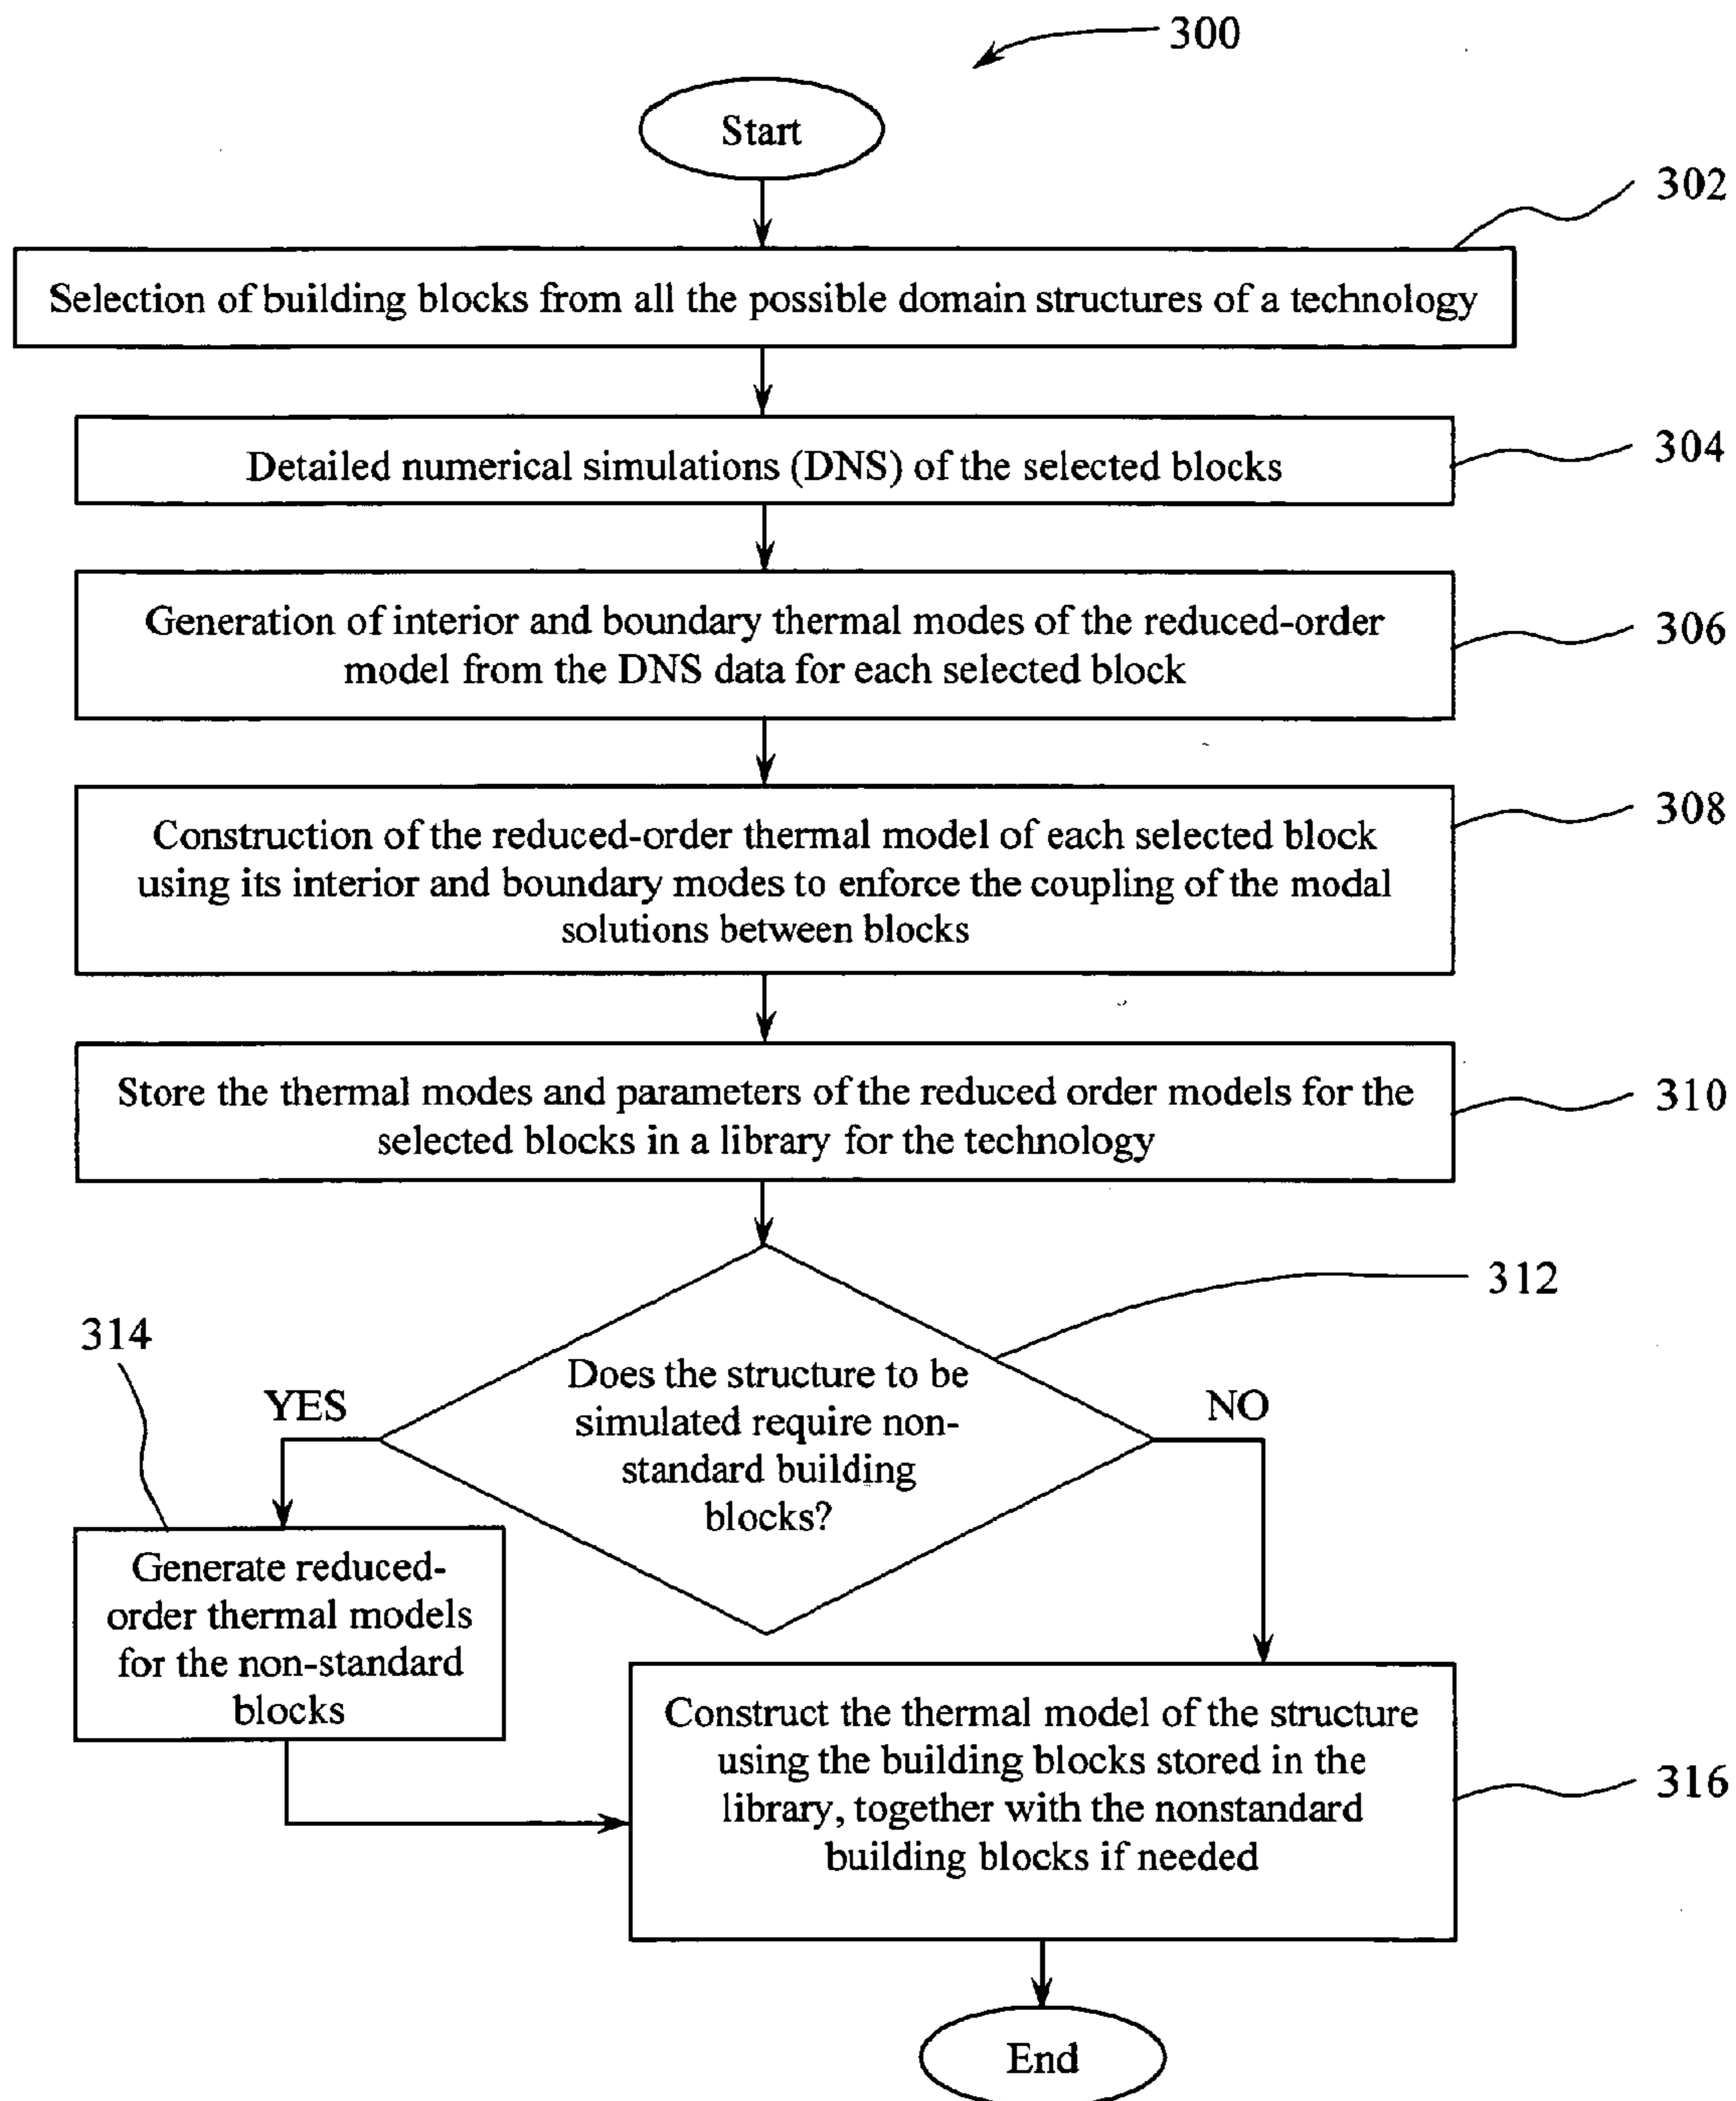 300
Start
302
Selection of building blocks from all the possible domain structures of a technology
304
Detailed numerical simulations (DNS) of the selected blocks
306
Generation of interior and boundary thermal modes of the reduced-order
model from the DNS data for each selected block
308
Construction of the reduced-order thermal model of each selected block
using its interior and boundary modes to enforce the coupling of the modal
solutions between blocks
310
Store the thermal modes and parameters of the reduced order models for the
selected blocks in a library for the technology
312
Does the structure to be
simulated require non-
standard building
blocks?
YES
NO
314
Generate reduced-
order thermal models
for the non-standard
blocks
316
Construct the thermal model of the structure
using the building blocks stored in the
library, together with the nonstandard
building blocks if needed
End